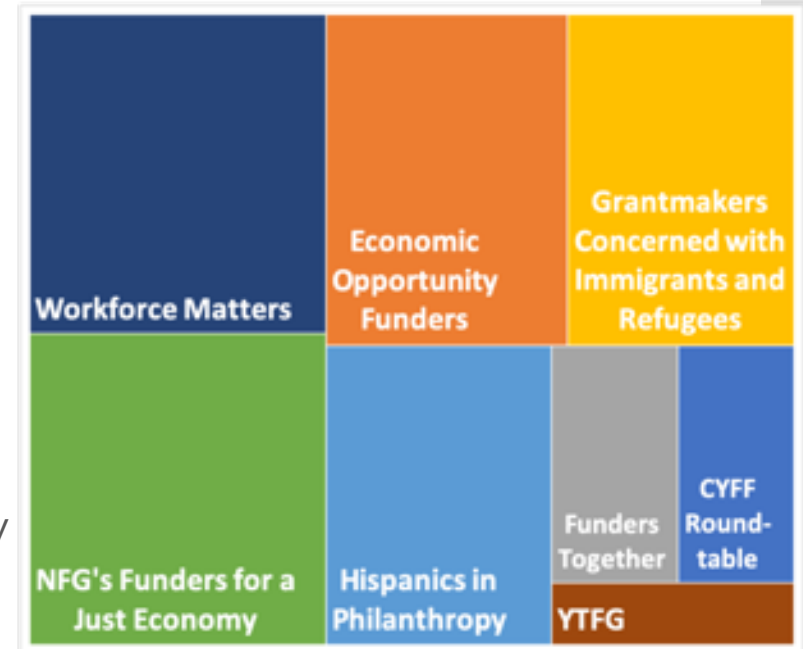 Workforce Matters
Economic
Opportunity
Funders
Grantmakers
Concerned with
Immigrants and
Refugees
y
NFG's Funders for a
Just Economy
Hispanics in
Philanthropy
Funders
Together
CYFF
Round-
table
YTFG